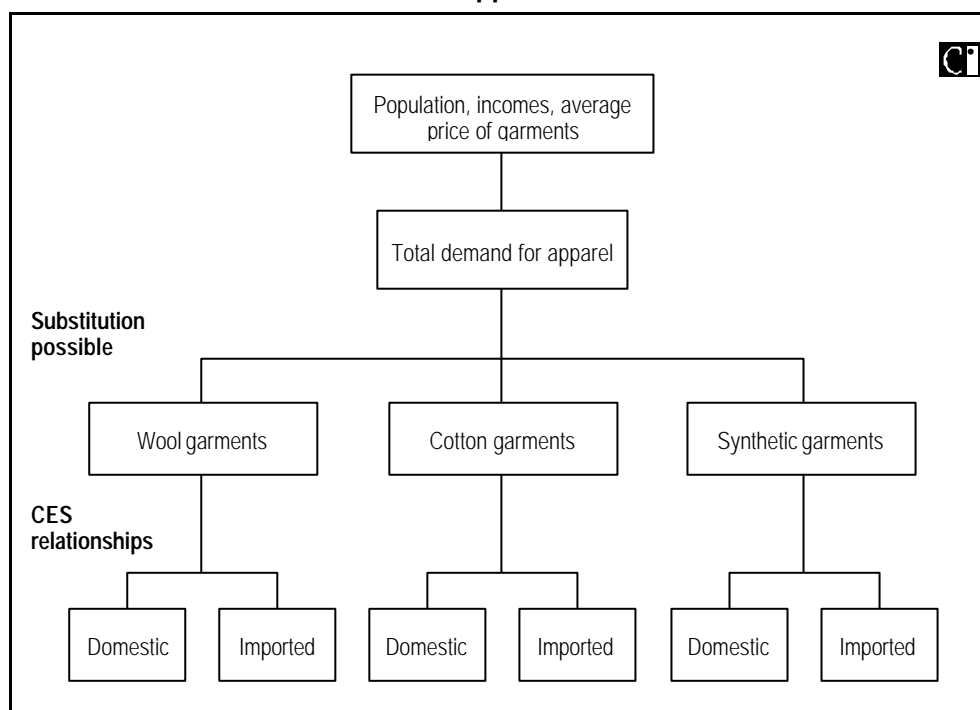 Population, incomes, average
price of garments
Total demand for apparel
Substitution
possible
Wool garments
Cotton garments
Synthetic garments
CES
relationships
Domestic
Imported
Domestic
Imported
Domestic
Imported